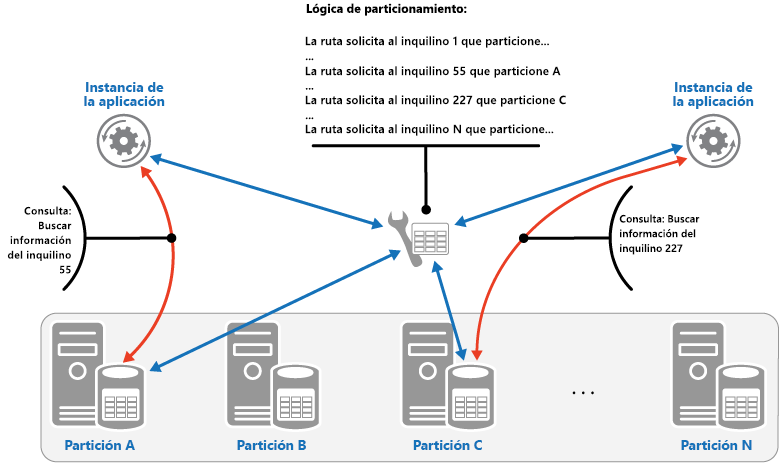 Lógica de particionamiento:
La ruta solicita al inquilino 1 que particione...
...
La ruta solicita al inquilino 55 que particione A
...
La ruta solicita al inquilino 227 que particione C
...
La ruta solicita al inquilino N que particione...
Instancia de
la aplicación
Instancia de
la aplicación
Consulta:
Buscar
información
del inquilino
55
Consulta: Buscar
información del
inquilino 227
...
Partición A
Partición B
Partición C
Partición N